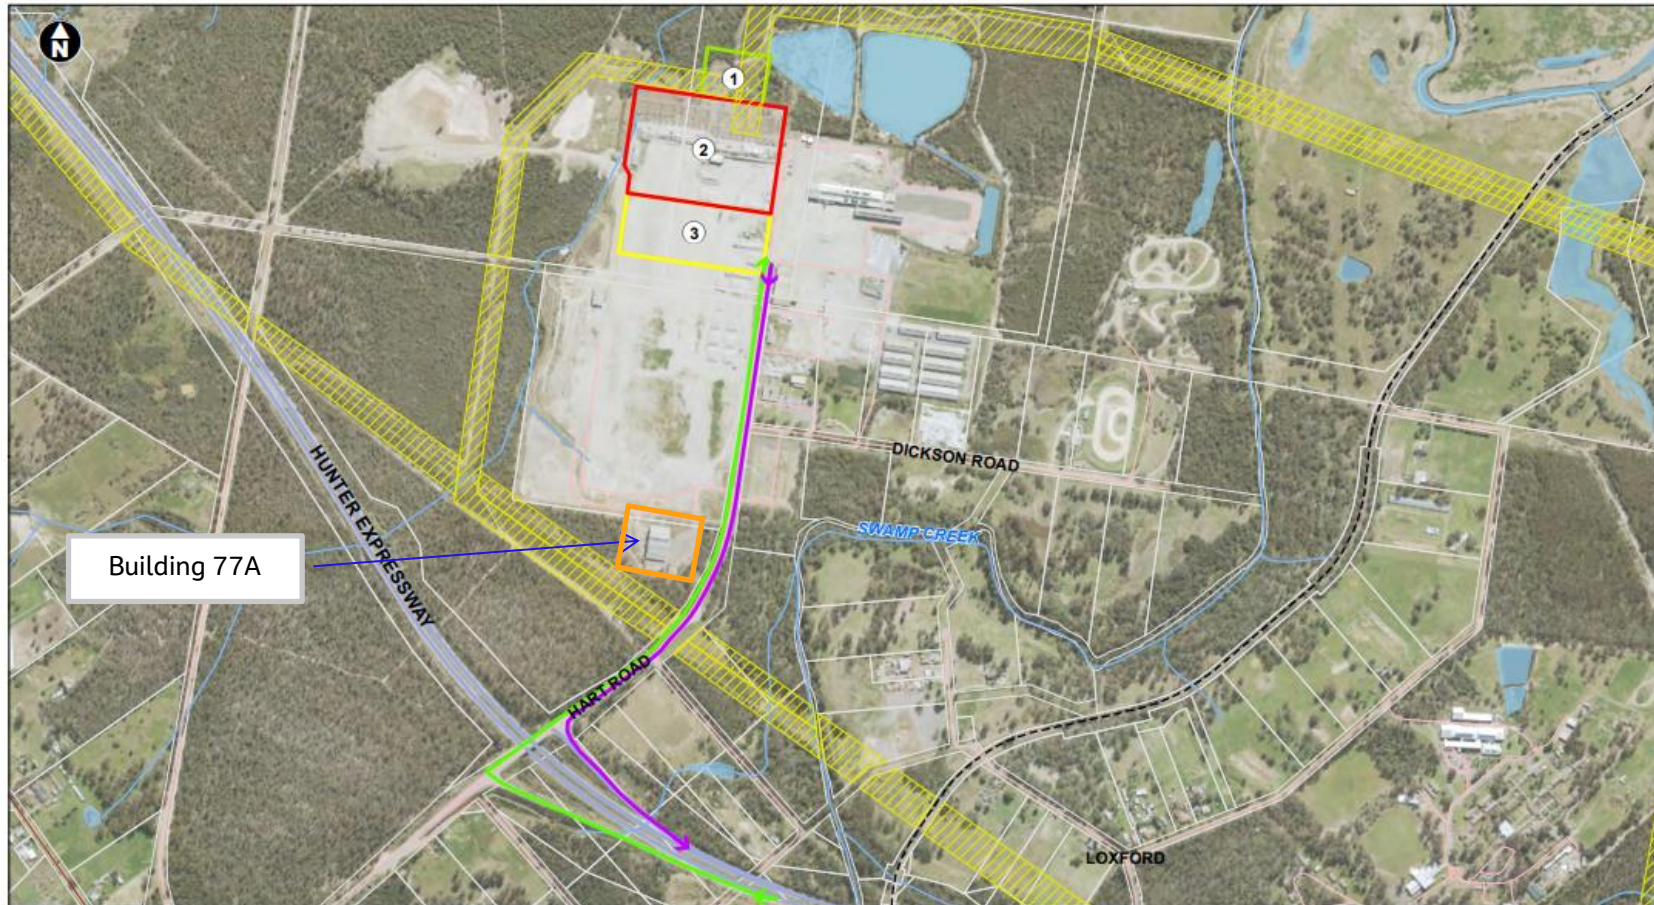 N
1
2
3
DICKSON ROAD
HUNTER EXPRESSWAY
SWAMP CREEK
Building 77A
HART ROAD
LOXFORD